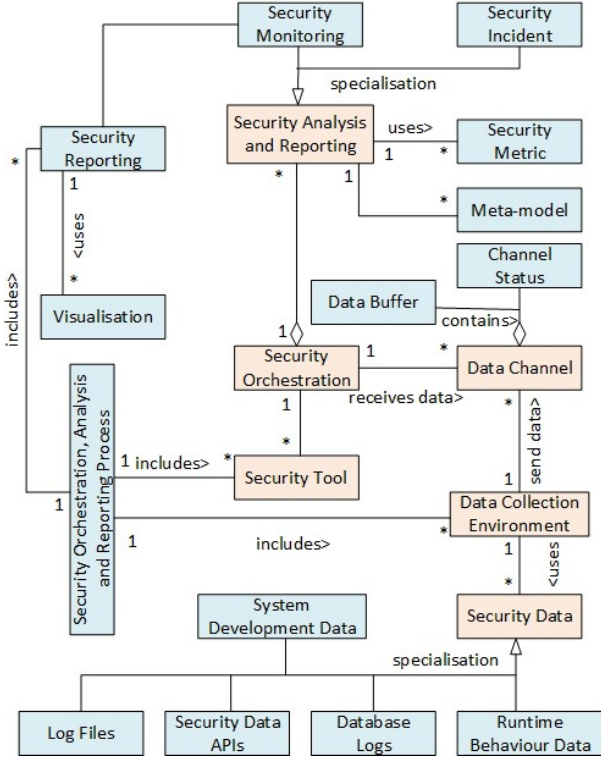 Security
Monitoring
Security
Incident
specialisation
Security
Reporting
Security Analysis
and Reporting
uses>
1
*
Security
Metric
*
1
*
1
*
Meta-model
<uses
Channel
Status
includes>
*
Visualisation
Data Buffer
contains>
1
Security
Orchestration
1
*
Data Channel
receives data>
1
*
Security Orchestration, Analysis
and Reporting Process
*
send data>
1 includes>
*
Security Tool
1
1
1
includes>
*
Data Collection
Environment
1
<uses
*
System
Development Data
Security Data
specialisation
Log Files
Security Data
APIs
Database
Logs
Runtime
Behaviour Data